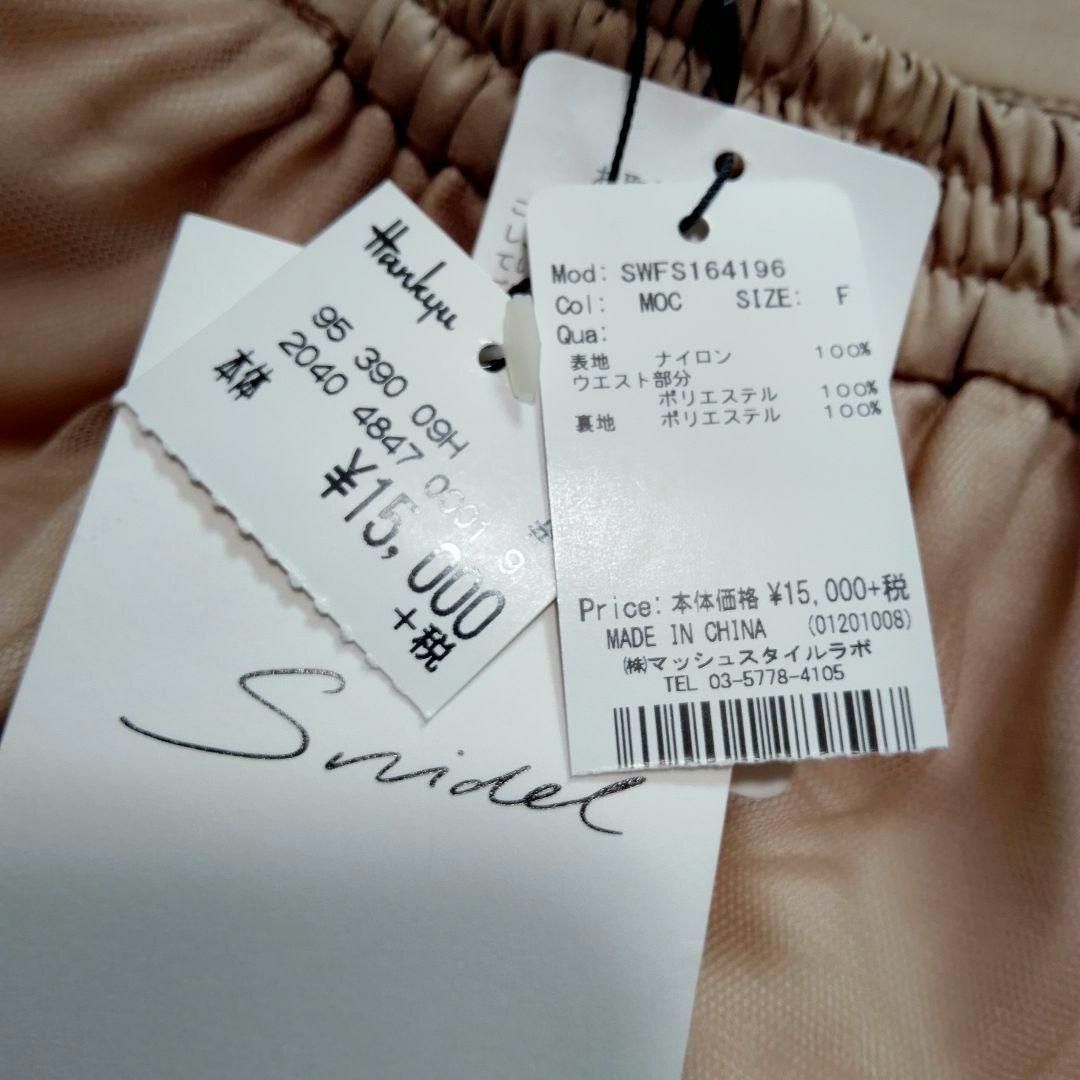 Hankyu
95 390 09H
2040 4847 0001 9
本体
¥15,000
+税
Mod: SWFS164196
Col: MOC SIZE: F
Qua:
表地 ナイロン 100%
ウエスト部分
ポリエステル 100%
裏地 ポリエステル 100%
Price: 本体価格 ¥15,000+税
MADE IN CHINA (01201008)
㈱マッシュスタイルラボ
TEL 03-5778-4105
Snidel